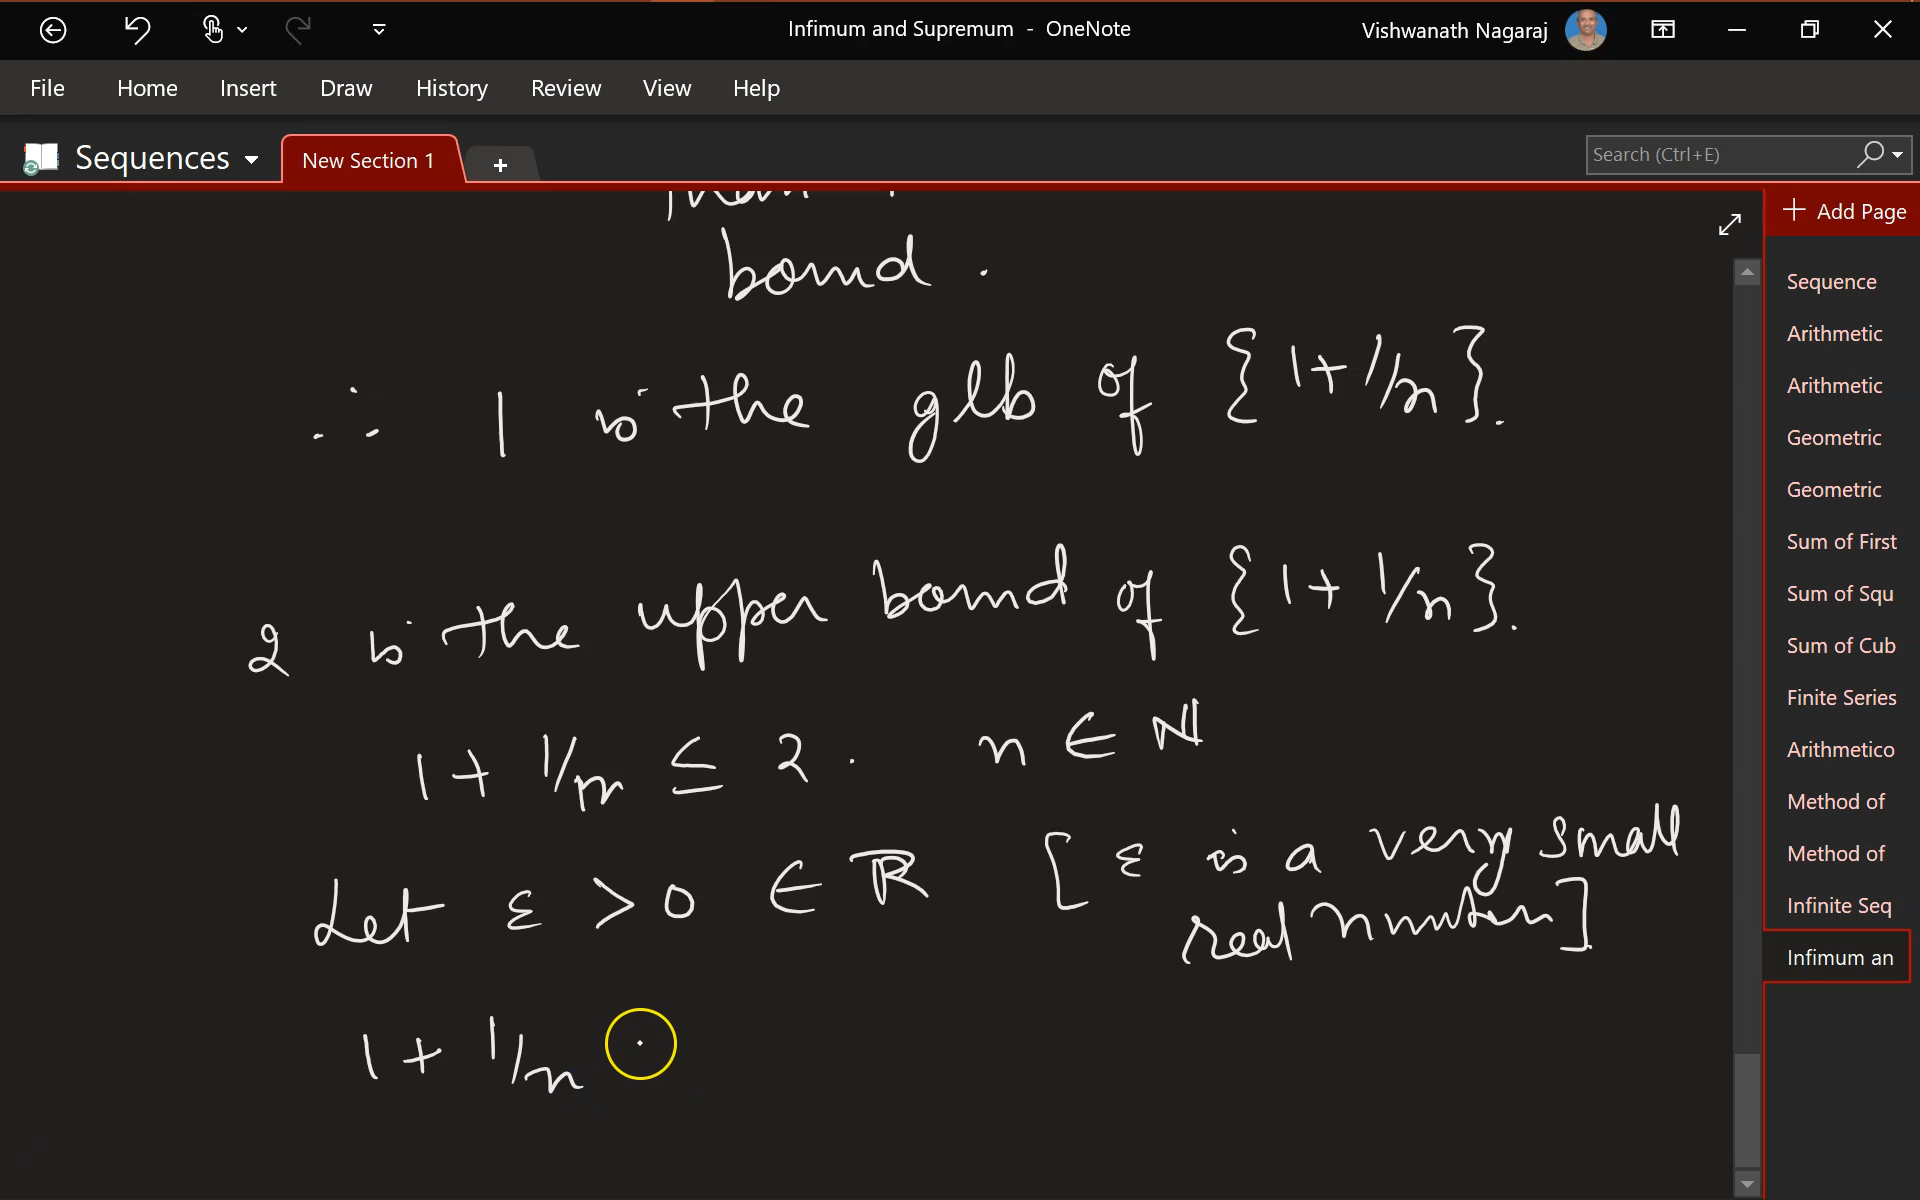 Infimum and Supremum - OneNote
Vishwanath Nagaraj
File Home Insert Draw History Review View Help
Sequences
New Section 1
+
Search (Ctrl+E)
Add Page
Sequence
Arithmetic
Arithmetic
Geometric
Geometric
Sum of First
Sum of Squ
Sum of Cub
Finite Series
Arithmetico
Method of
Method of
Infinite Seq
Infimum an
bound.
∴ 1 is the glb of {1+1/n}.
2 is the upper bound of {1+1/n}.
1+1/n ≤ 2. n ∈ ℕ
Let ε > 0 ∈ ℝ [ε is a very small
real number]
1+1/n